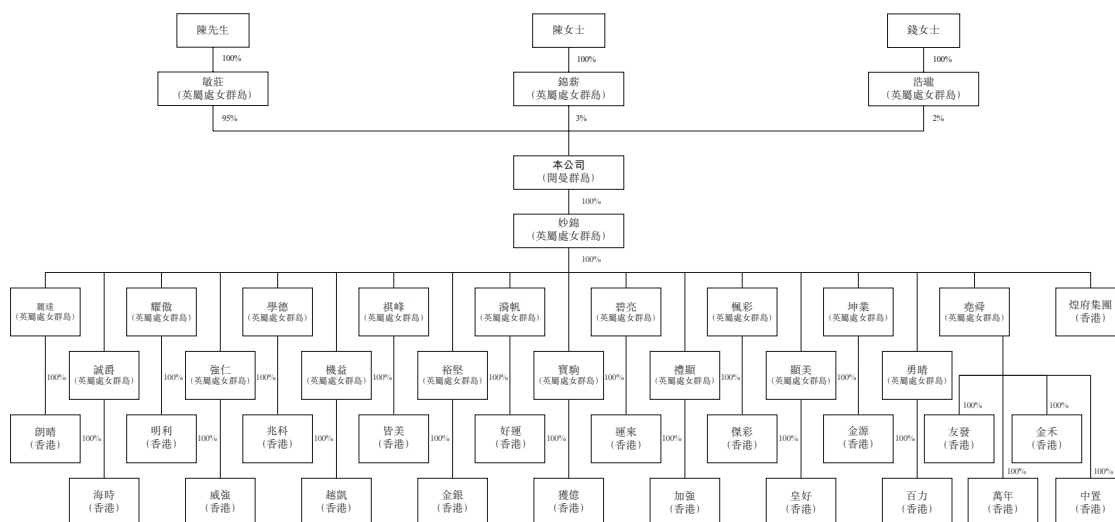 陳先生
陳女士
錢女士
100%
100%
100%
敏莊
(英屬處女群島)
錦薪
(英屬處女群島)
浩瓏
(英屬處女群島)
95%
3%
2%
本公司
(開曼群島)
100%
妙錦
(英屬處女群島)
100%
麗達
(英屬處女群島)
耀傲
(英屬處女群島)
學德
(英屬處女群島)
祺峰
(英屬處女群島)
漪帆
(英屬處女群島)
碧亮
(英屬處女群島)
楓彩
(英屬處女群島)
坤業
(英屬處女群島)
堯舜
(英屬處女群島)
煌府集團
(香港)
100%
100%
100%
100%
100%
100%
100%
100%
誠爵
(英屬處女群島)
強仁
(英屬處女群島)
機益
(英屬處女群島)
裕堅
(英屬處女群島)
寶駒
(英屬處女群島)
禮顯
(英屬處女群島)
顯美
(英屬處女群島)
勇晴
(英屬處女群島)
100%
100%
朗晴
(香港)
明利
(香港)
兆科
(香港)
皆美
(香港)
好運
(香港)
運來
(香港)
傑彩
(香港)
金源
(香港)
友發
(香港)
金禾
(香港)
100%
100%
100%
100%
100%
100%
100%
100%
100%
100%
海時
(香港)
威強
(香港)
越凱
(香港)
金銀
(香港)
獲億
(香港)
加強
(香港)
皇好
(香港)
百力
(香港)
萬年
(香港)
中置
(香港)